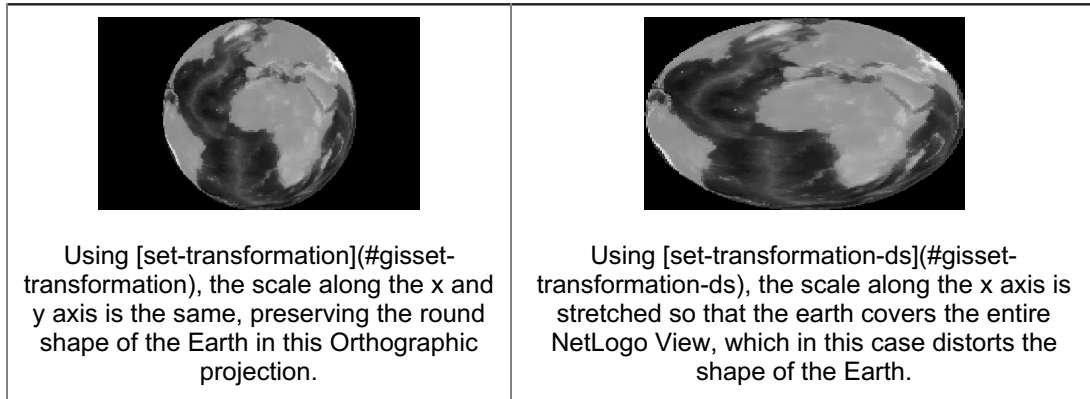 Using [set-transformation](#gisset-
transformation), the scale along the x and
y axis is the same, preserving the round
shape of the Earth in this Orthographic
projection.
Using [set-transformation-ds](#gisset-
transformation-ds), the scale along the x axis is
stretched so that the earth covers the entire
NetLogo View, which in this case distorts the
shape of the Earth.